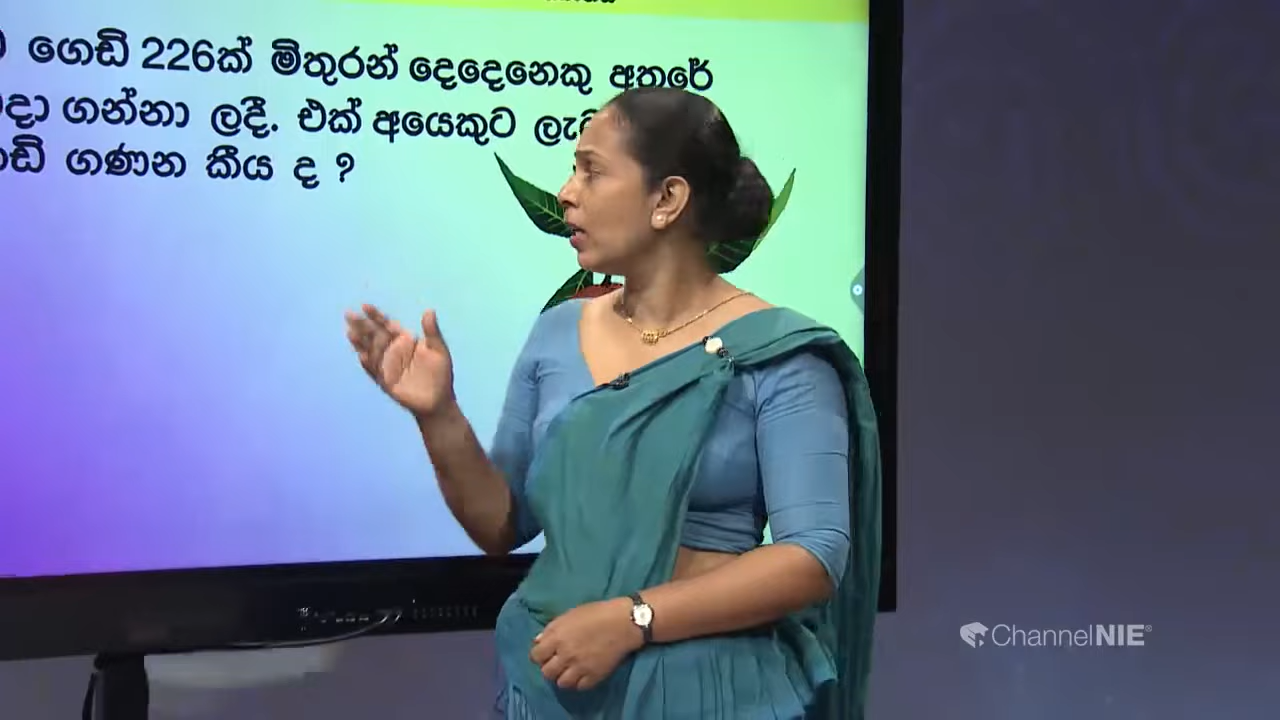 ගෙඩි 226ක් මිතුරන් දෙදෙනෙකු අතරේ
ගන්නා ලදී. එක් අයෙකුට
ගණන කීය ද ?
ChannelNIE